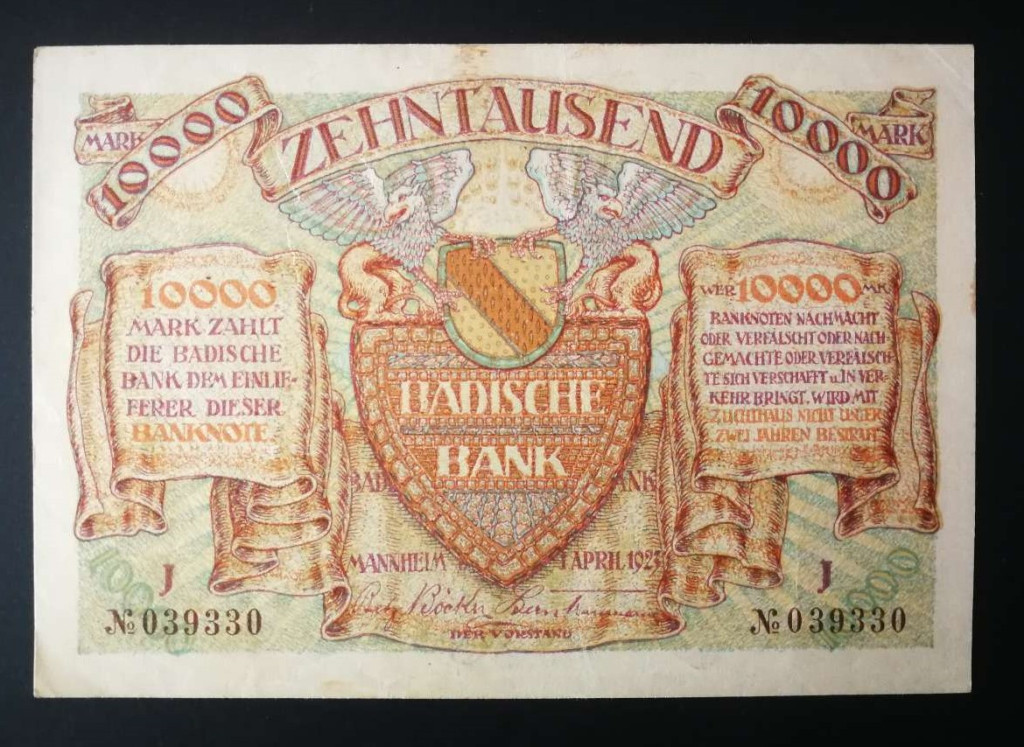 MARK
10000
ZEHNTAUSEND
10000
MARK
10000
MARK ZAHLT
DIE BADISCHE
BANK DEM EINLIE-
FERER DIESER
BANKNOTE.
WER 10000 MK
BANKNOTEN NACHMACHT
ODER VERFÄLSCHT ODER NACH-
GEMACHTE ODER VERFÄLSCH-
TE SICH VERSCHAFFT u. IN VER-
KEHR BRINGT, WIRD MIT
ZUCHTHAUS NICHT UNTER
ZWEI JAHREN BESTRAFT
BADISCHE
BANK
MANNHEIM 1 APRIL 1923
DER VORSTAND
J
№ 039330
J
№ 039330